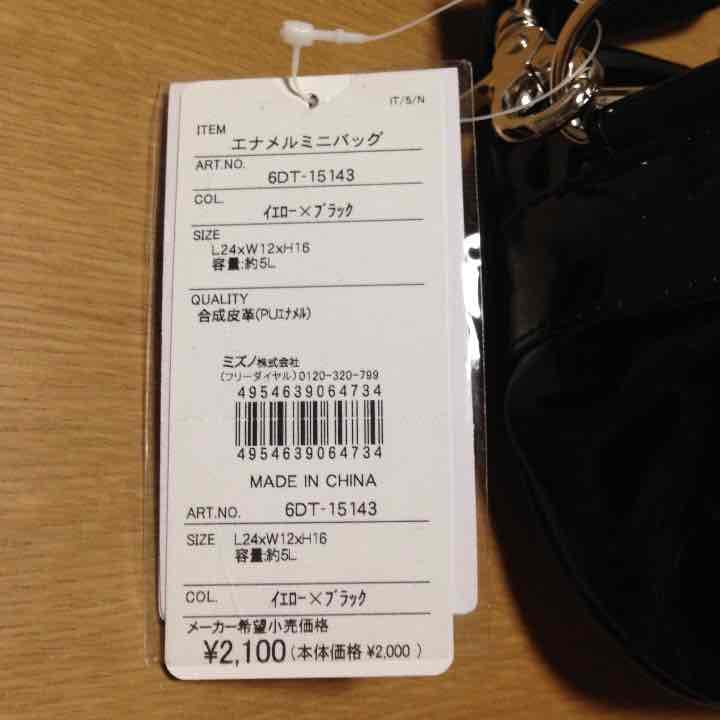 IT/S/N
ITEM
エナメルミニバッグ
ART.NO.
6DT-15143
COL.
ｲｴﾛｰ×ﾌﾞﾗｯｸ
SIZE
L24xW12xH16
容量:約5L
QUALITY
合成皮革(PUｴﾅﾒﾙ)
ミズノ株式会社
(フリーダイヤル)0120-320-799
4954639064734
4954639064734
MADE IN CHINA
ART.NO. 6DT-15143
SIZE L24xW12xH16
容量:約5L
COL. ｲｴﾛｰ×ﾌﾞﾗｯｸ
メーカー希望小売価格
¥2,100(本体価格 ¥2,000 )